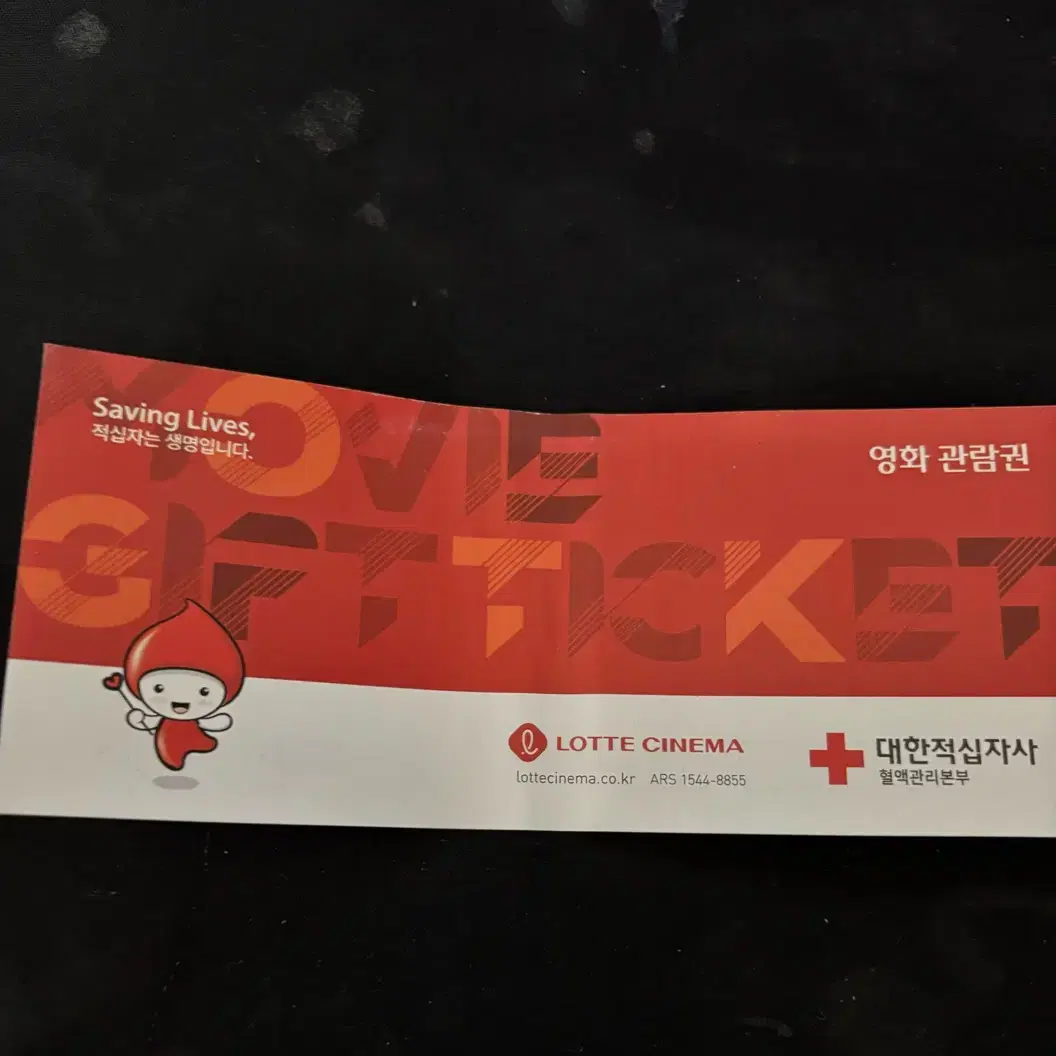 Saving Lives,
적십자는 생명입니다.
영화 관람권
MOVIE
GIFT TICKET
LOTTE CINEMA
lottecinema.co.kr ARS 1544-8855
대한적십자사
혈액관리본부